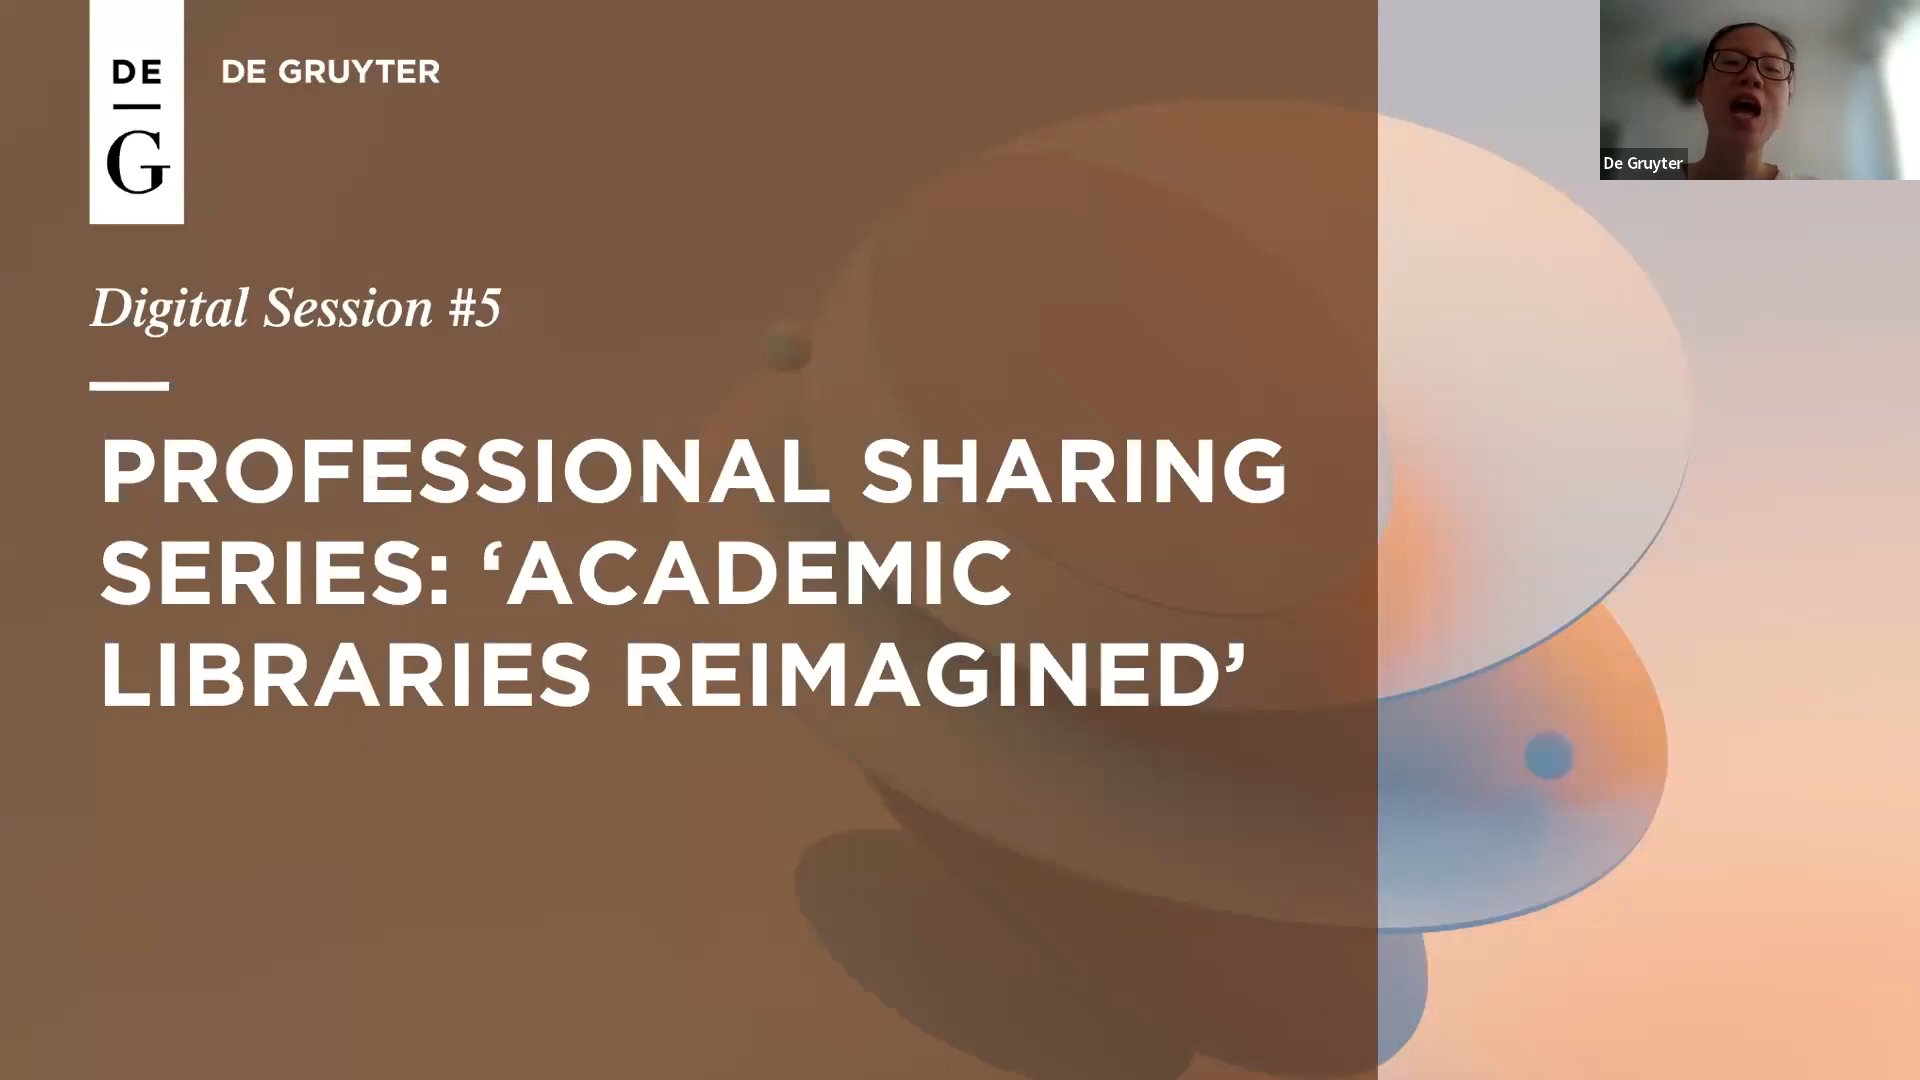 DE
G
DE GRUYTER
De Gruyter
Digital Session #5
PROFESSIONAL SHARING
SERIES: ‘ACADEMIC
LIBRARIES REIMAGINED’